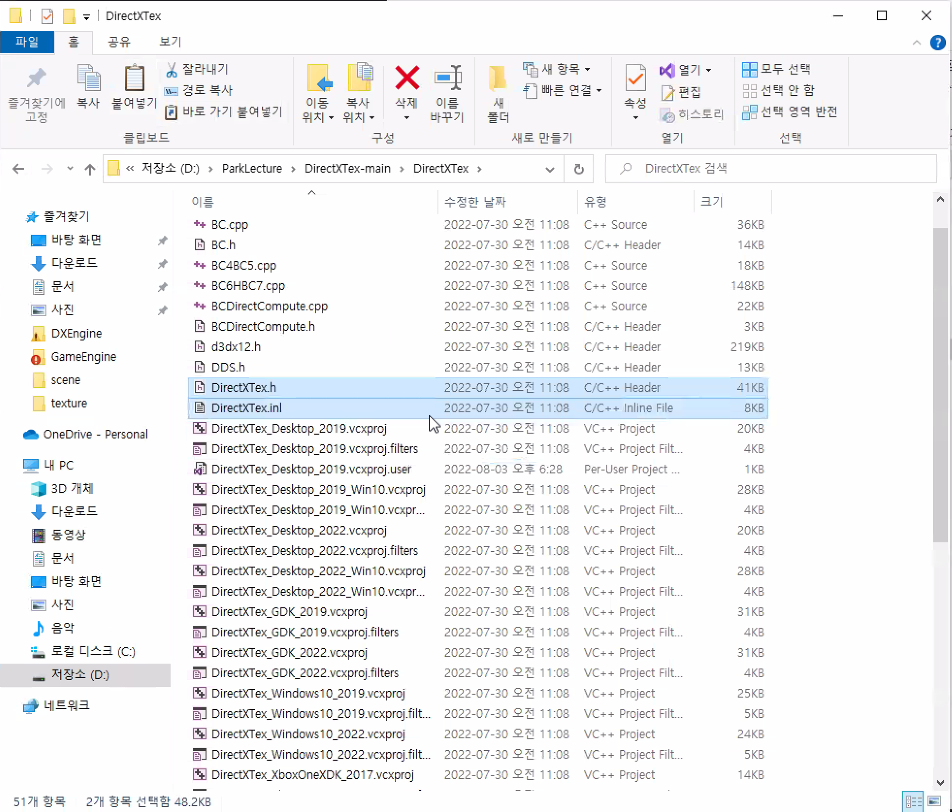 DirectXTex
파일 홈 공유 보기
즐겨찾기에 고정
복사
붙여넣기
잘라내기
경로 복사
바로 가기 붙여넣기
클립보드
이동 위치
복사 위치
삭제
이름 바꾸기
구성
새 폴더
새 항목
빠른 연결
새로 만들기
속성
열기
편집
히스토리
열기
모두 선택
선택 안 함
선택 영역 반전
선택
« 저장소 (D:) › ParkLecture › DirectXTex-main › DirectXTex ›
DirectXTex 검색
즐겨찾기
바탕 화면
다운로드
문서
사진
DXEngine
GameEngine
scene
texture
OneDrive - Personal
내 PC
3D 개체
다운로드
동영상
문서
바탕 화면
사진
음악
로컬 디스크 (C:)
저장소 (D:)
네트워크
이름 수정한 날짜 유형 크기
BC.cpp 2022-07-30 오전 11:08 C++ Source 36KB
BC.h 2022-07-30 오전 11:08 C/C++ Header 14KB
BC4BC5.cpp 2022-07-30 오전 11:08 C++ Source 18KB
BC6HBC7.cpp 2022-07-30 오전 11:08 C++ Source 148KB
BCDirectCompute.cpp 2022-07-30 오전 11:08 C++ Source 22KB
BCDirectCompute.h 2022-07-30 오전 11:08 C/C++ Header 3KB
d3dx12.h 2022-07-30 오전 11:08 C/C++ Header 219KB
DDS.h 2022-07-30 오전 11:08 C/C++ Header 13KB
DirectXTex.h 2022-07-30 오전 11:08 C/C++ Header 41KB
DirectXTex.inl 2022-07-30 오전 11:08 C/C++ Inline File 8KB
DirectXTex_Desktop_2019.vcxproj 2022-07-30 오전 11:08 VC++ Project 20KB
DirectXTex_Desktop_2019.vcxproj.filters 2022-07-30 오전 11:08 VC++ Project Filt... 4KB
DirectXTex_Desktop_2019.vcxproj.user 2022-08-03 오후 6:28 Per-User Project ... 1KB
DirectXTex_Desktop_2019_Win10.vcxproj 2022-07-30 오전 11:08 VC++ Project 28KB
DirectXTex_Desktop_2019_Win10.vcxpr... 2022-07-30 오전 11:08 VC++ Project Filt... 4KB
DirectXTex_Desktop_2022.vcxproj 2022-07-30 오전 11:08 VC++ Project 20KB
DirectXTex_Desktop_2022.vcxproj.filters 2022-07-30 오전 11:08 VC++ Project Filt... 4KB
DirectXTex_Desktop_2022_Win10.vcxproj 2022-07-30 오전 11:08 VC++ Project 28KB
DirectXTex_Desktop_2022_Win10.vcxpr... 2022-07-30 오전 11:08 VC++ Project Filt... 4KB
DirectXTex_GDK_2019.vcxproj 2022-07-30 오전 11:08 VC++ Project 31KB
DirectXTex_GDK_2019.vcxproj.filters 2022-07-30 오전 11:08 VC++ Project Filt... 4KB
DirectXTex_GDK_2022.vcxproj 2022-07-30 오전 11:08 VC++ Project 31KB
DirectXTex_GDK_2022.vcxproj.filters 2022-07-30 오전 11:08 VC++ Project Filt... 4KB
DirectXTex_Windows10_2019.vcxproj 2022-07-30 오전 11:08 VC++ Project 25KB
DirectXTex_Windows10_2019.vcxproj.filt... 2022-07-30 오전 11:08 VC++ Project Filt... 5KB
DirectXTex_Windows10_2022.vcxproj 2022-07-30 오전 11:08 VC++ Project 24KB
DirectXTex_Windows10_2022.vcxproj.filt... 2022-07-30 오전 11:08 VC++ Project Filt... 5KB
DirectXTex_XboxOneXDK_2017.vcxproj 2022-07-30 오전 11:08 VC++ Project 14KB
51개 항목 2개 항목 선택함 48.2KB